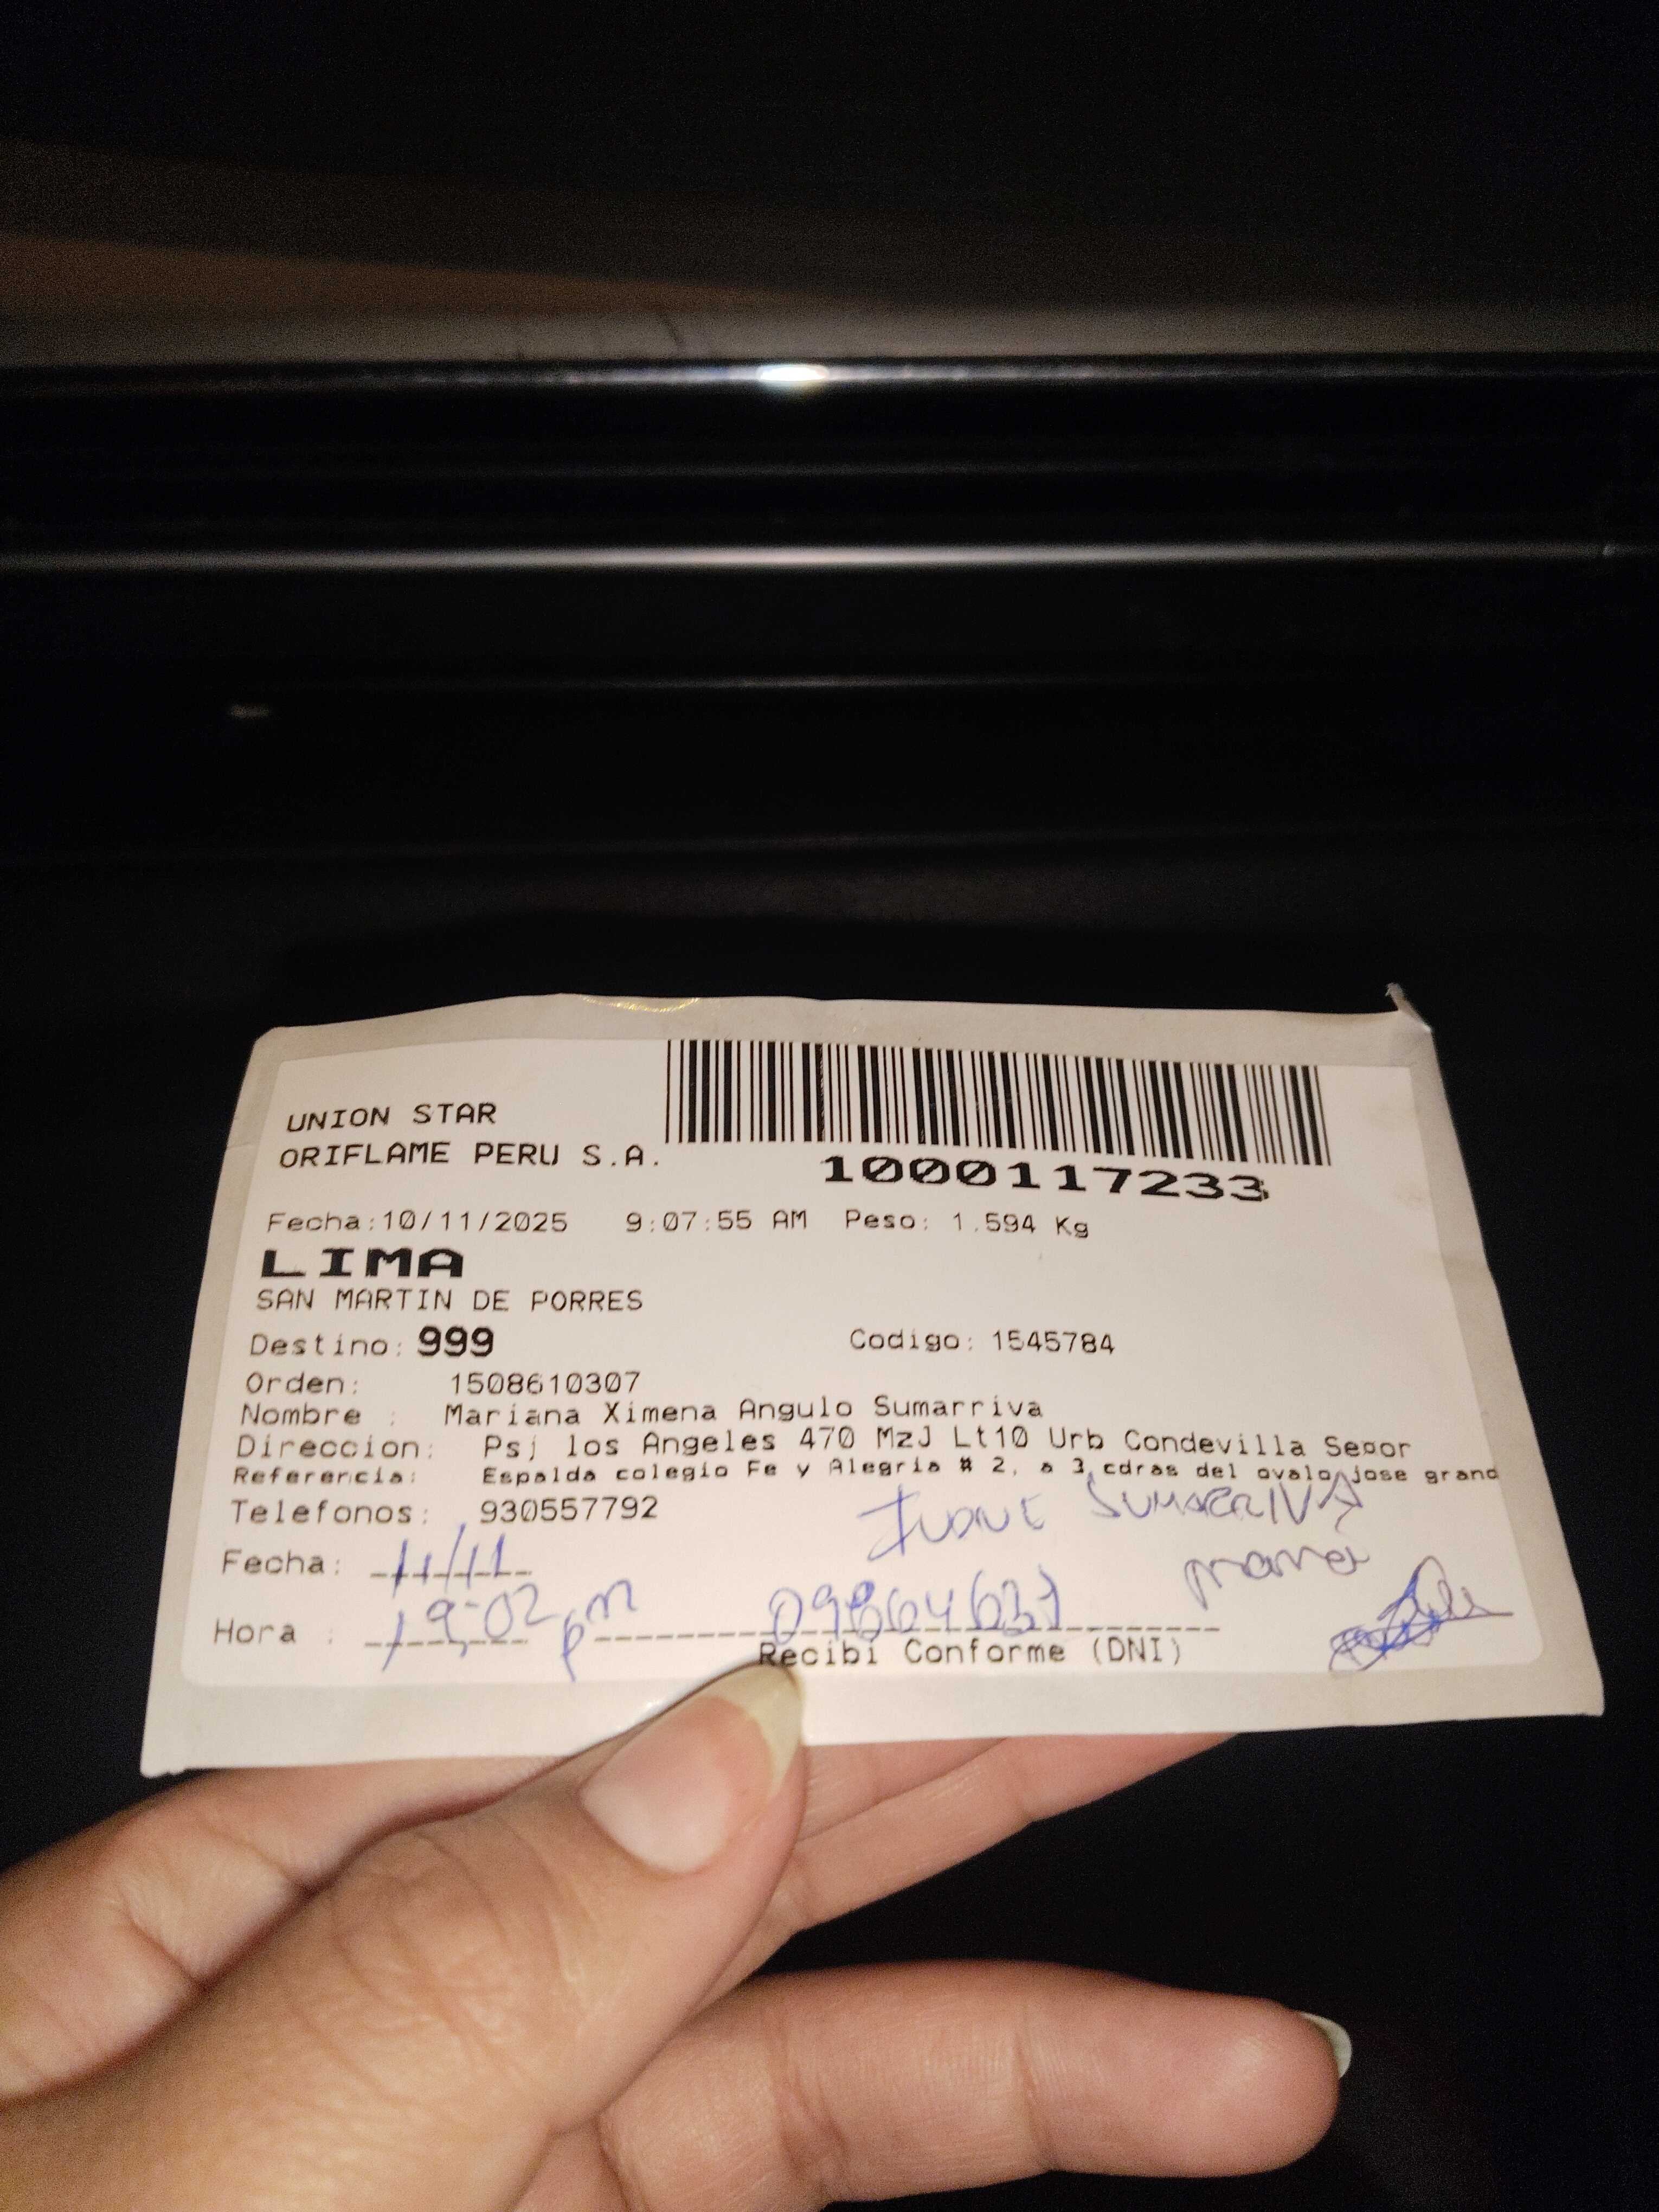 UNION STAR
ORIFLAME PERU S.A.
1000117233
Fecha:10/11/2025 9:07:55 AM Peso: 1.594 Kg
LIMA
SAN MARTIN DE PORRES
Destino: 999 Codigo: 1545784
Orden: 1508610307
Nombre : Mariana Ximena Angulo Sumarriva
Direccion: Psj los Angeles 470 MzJ Lt10 Urb Condevilla Señor
Referencia: Espalda colegio Fe y Alegria # 2, a 3 cdras del ovalo jose grand
Telefonos: 930557792
SUMARRIVA
Fecha: 11/11
mamá
Hora : 19:02 pm
Recibi Conforme (DNI)